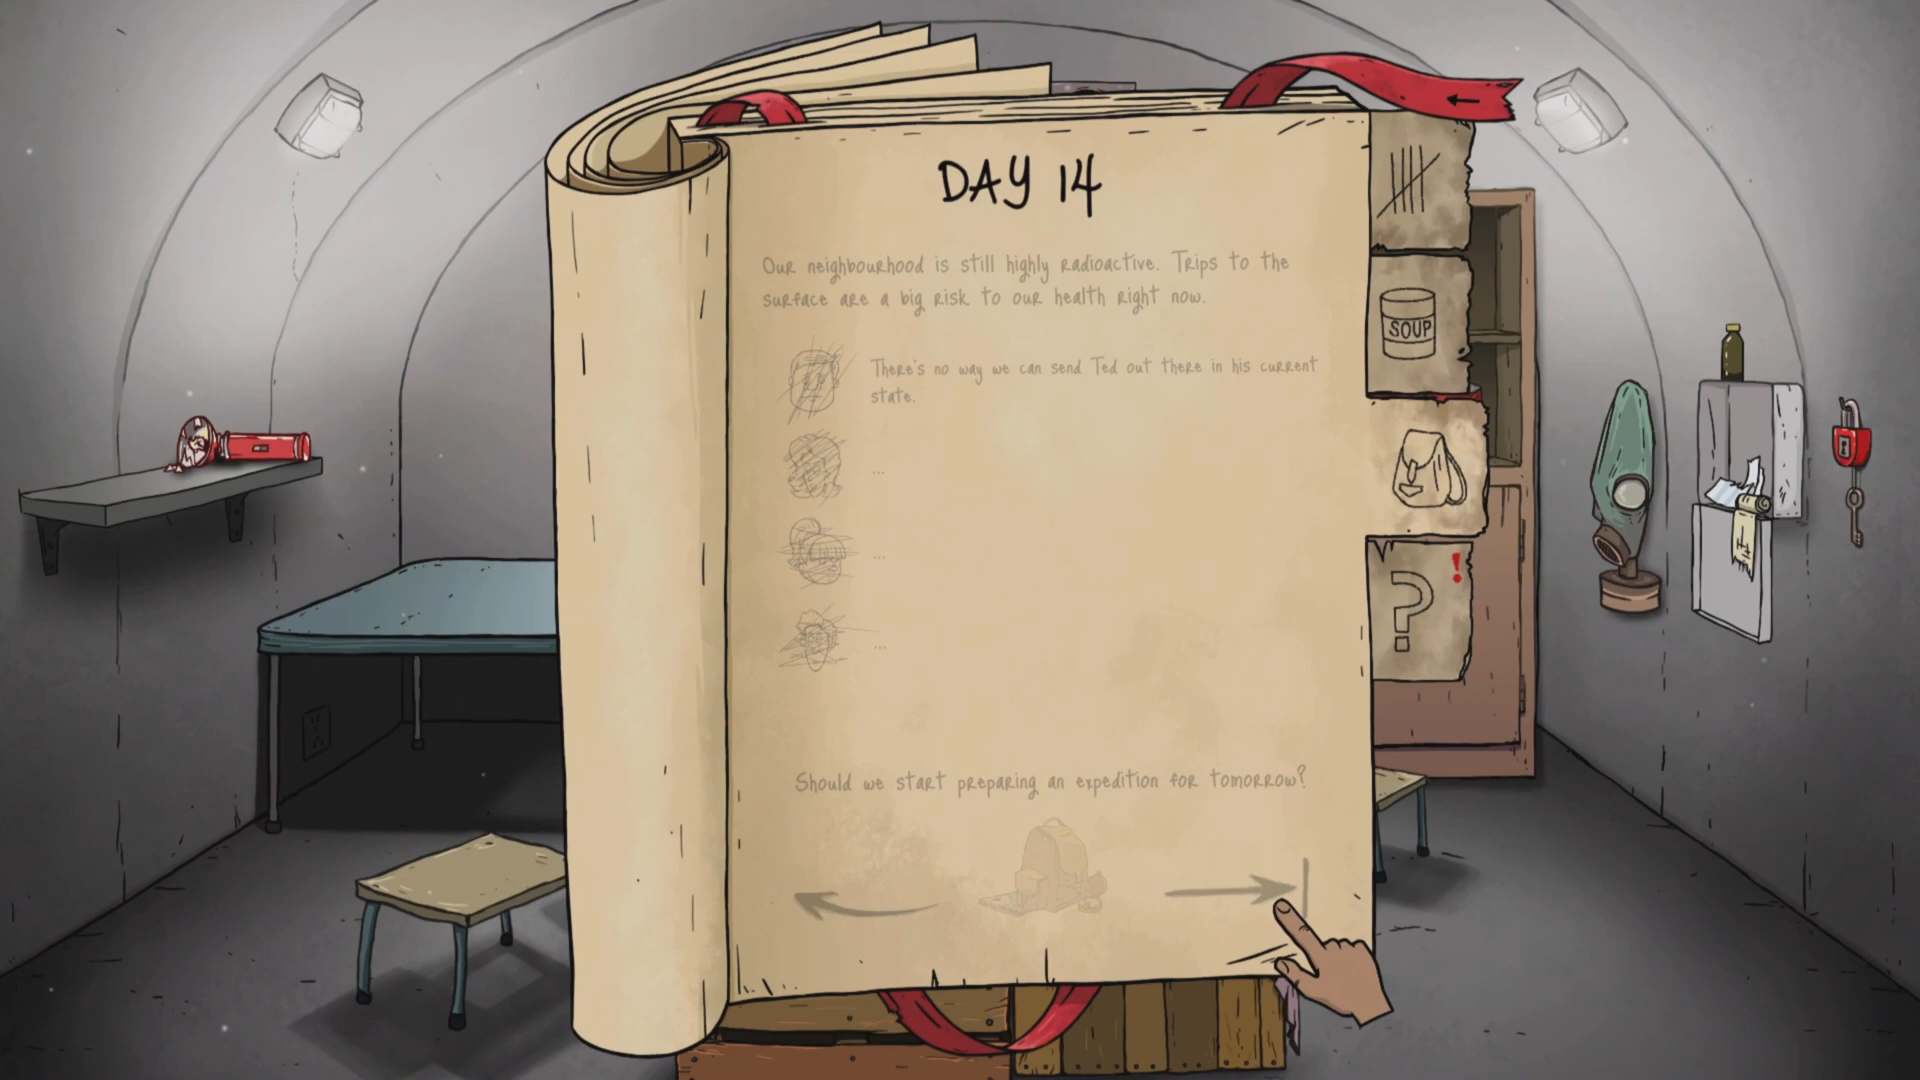 DAY 14
Our neighbourhood is still highly radioactive. Trips to the
surface are a big risk to our health right now.
There's no way we can send Ted out there in his current
state.
...
...
...
Should we start preparing an expedition for tomorrow?
SOUP
?
!